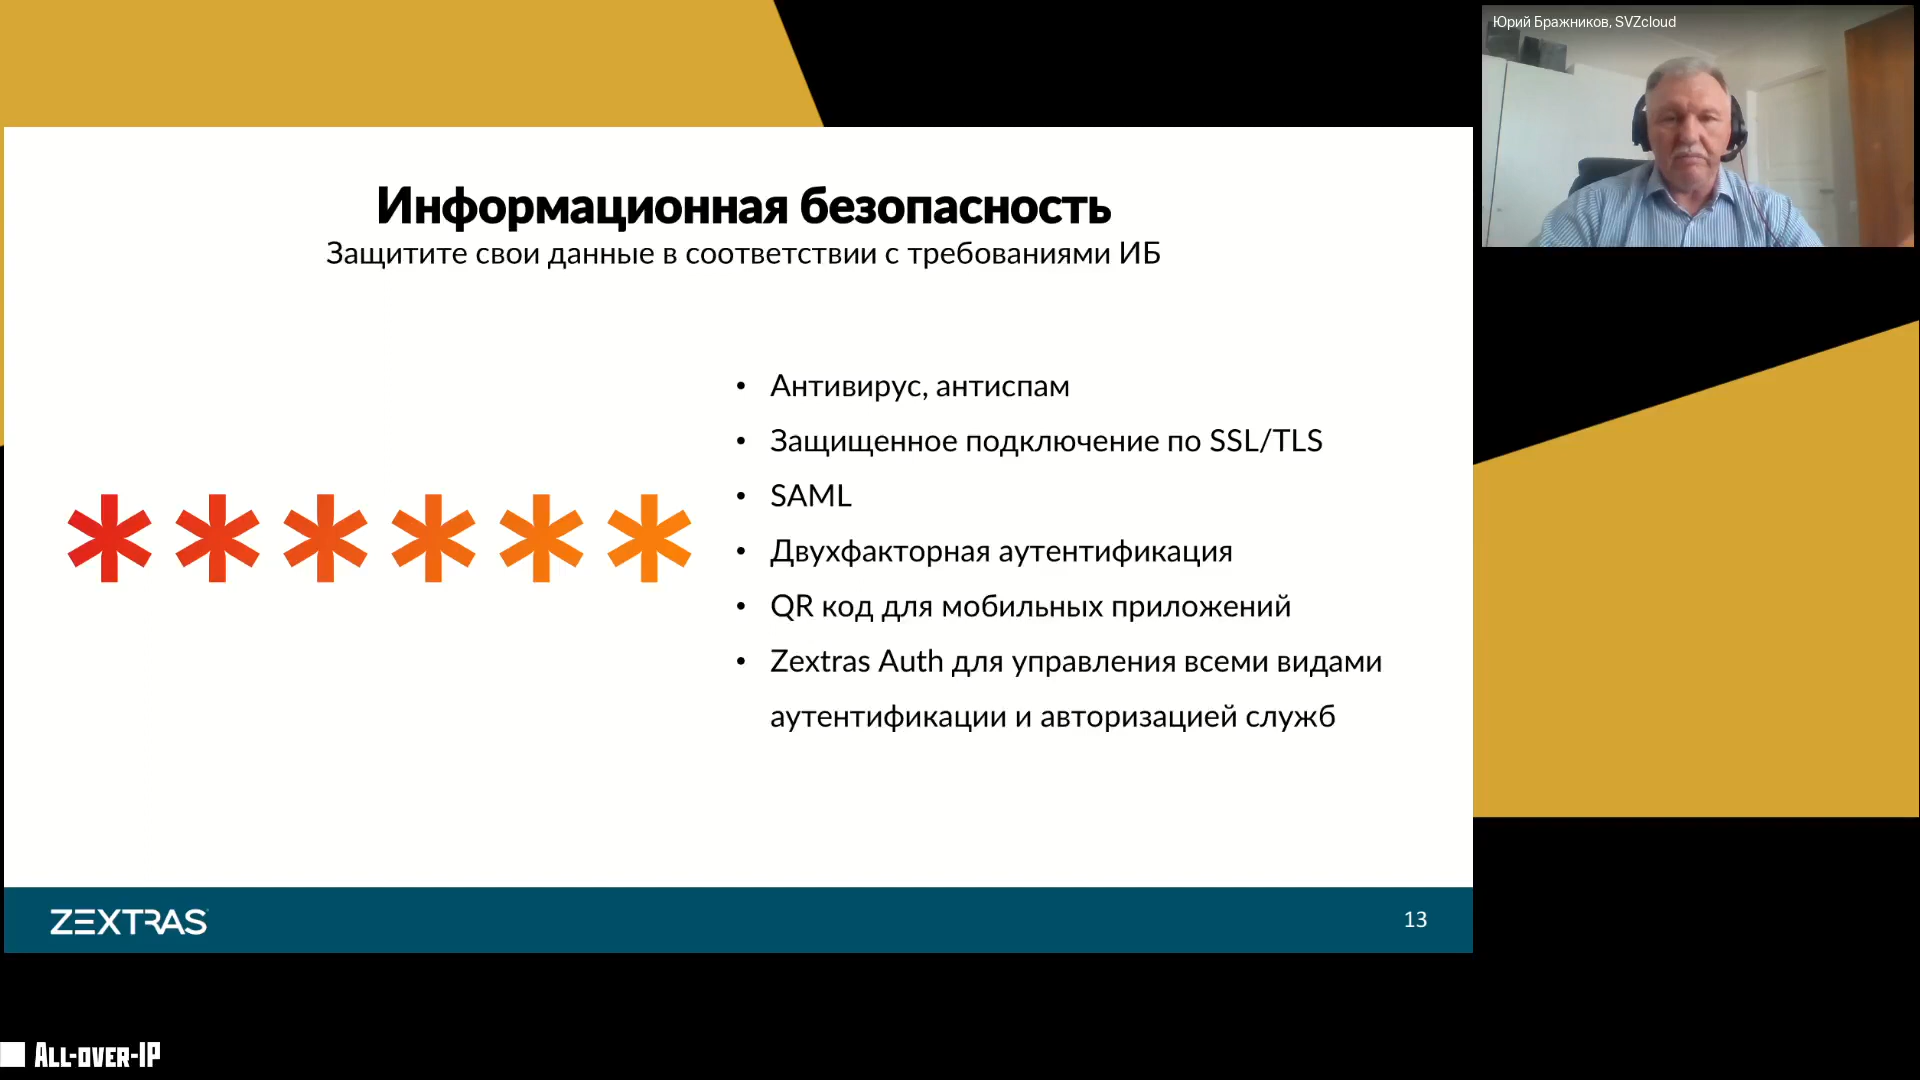 Юрий Бражников, SVZcloud
Информационная безопасность
Защитите свои данные в соответствии с требованиями ИБ
• Антивирус, антиспам
• Защищенное подключение по SSL/TLS
• SAML
• Двухфакторная аутентификация
• QR код для мобильных приложений
• Zextras Auth для управления всеми видами
аутентификации и авторизацией служб
******
ZEXTRAS
13
ALL-OVER-IP